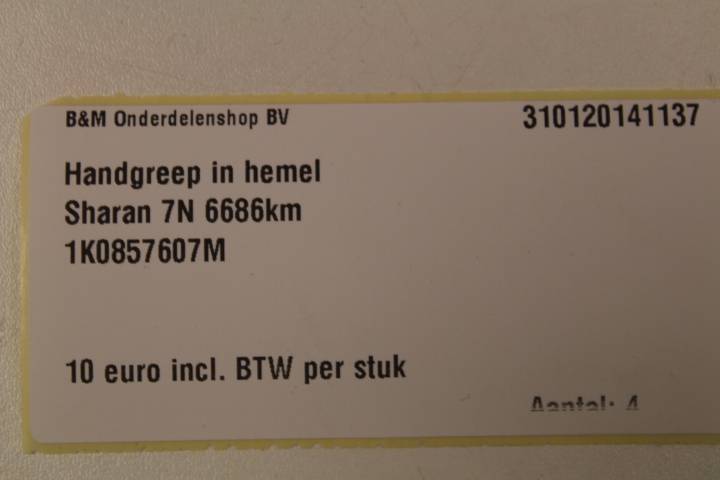 B&M Onderdelenshop BV 310120141137
Handgreep in hemel
Sharan 7N 6686km
1K0857607M
10 euro incl. BTW per stuk
Aantal: 4